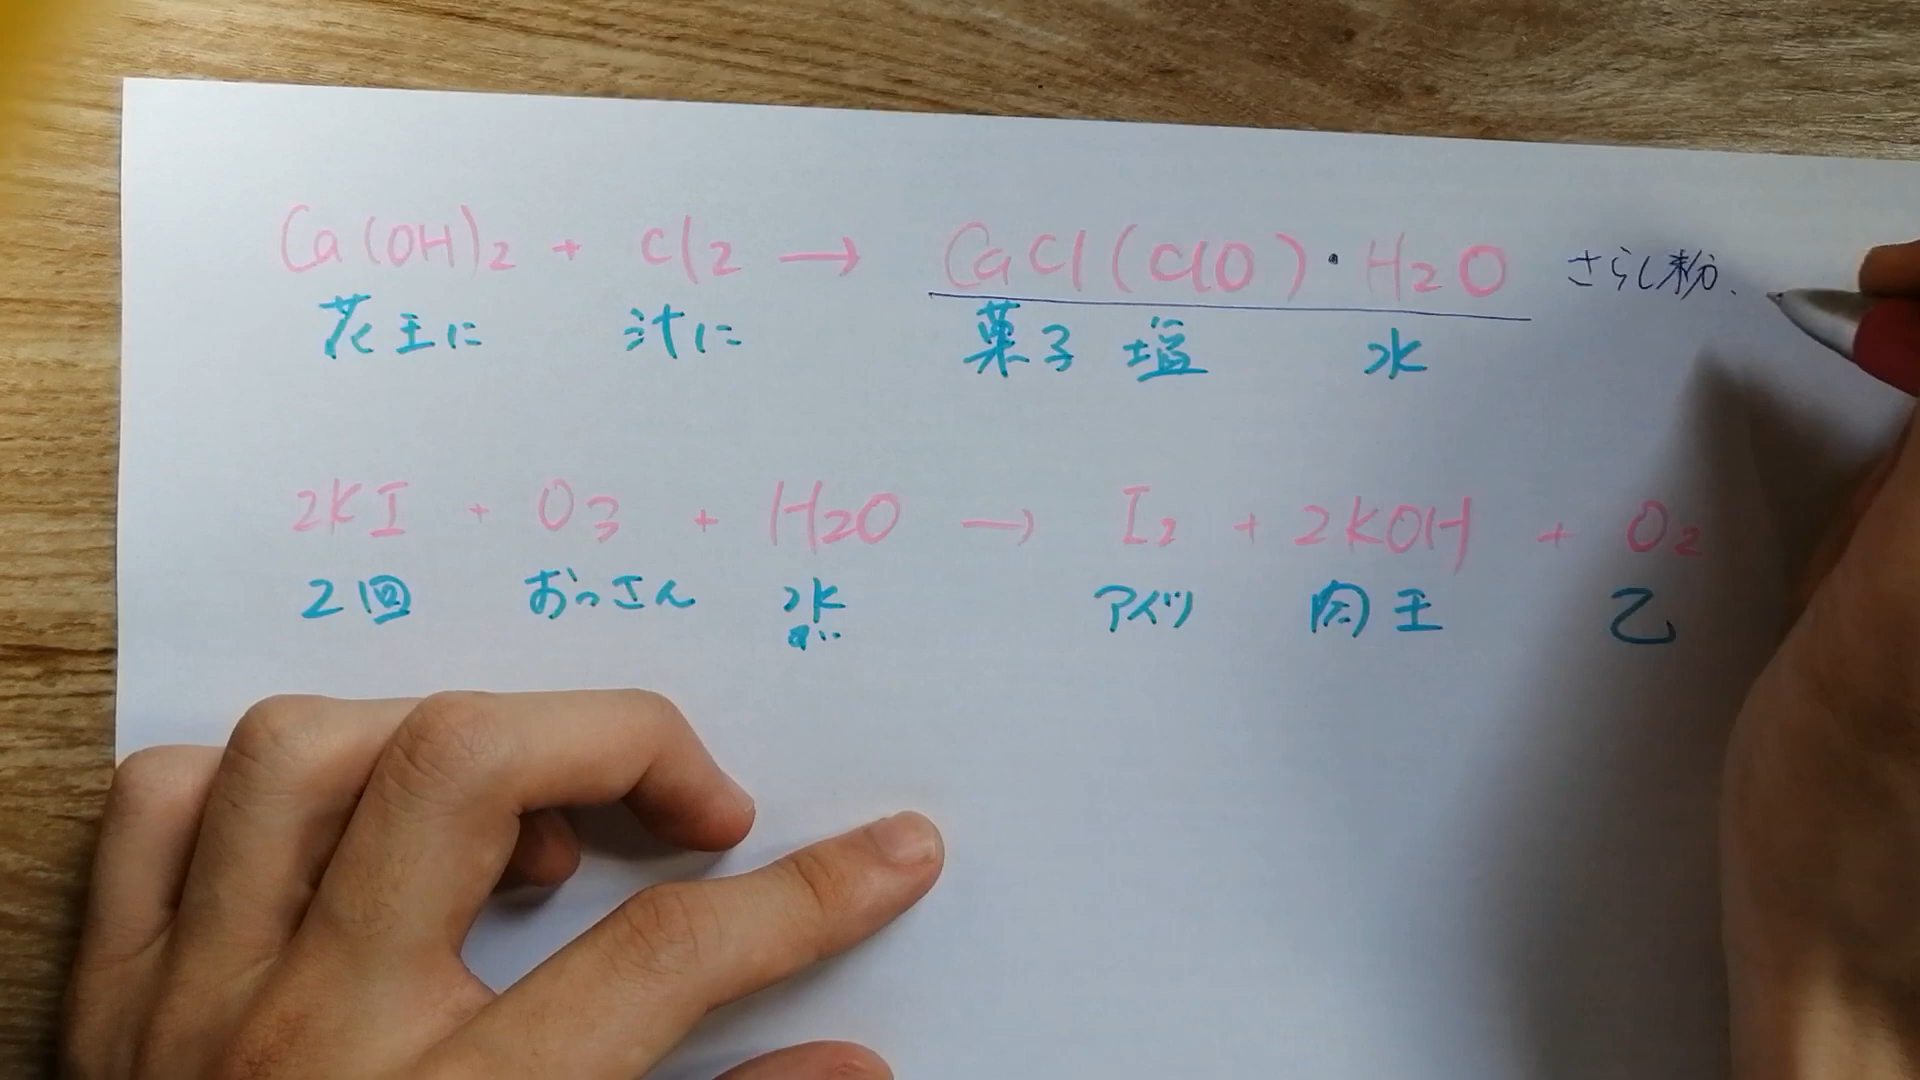 Ca(OH)2 + Cl2 → CaCl(ClO)・H2O さらし粉.
花王に 汁に 菓子 塩 水
2KI + O3 + H2O → I2 + 2KOH + O2
2回 おっさん 水が アイツ 肉王 乙